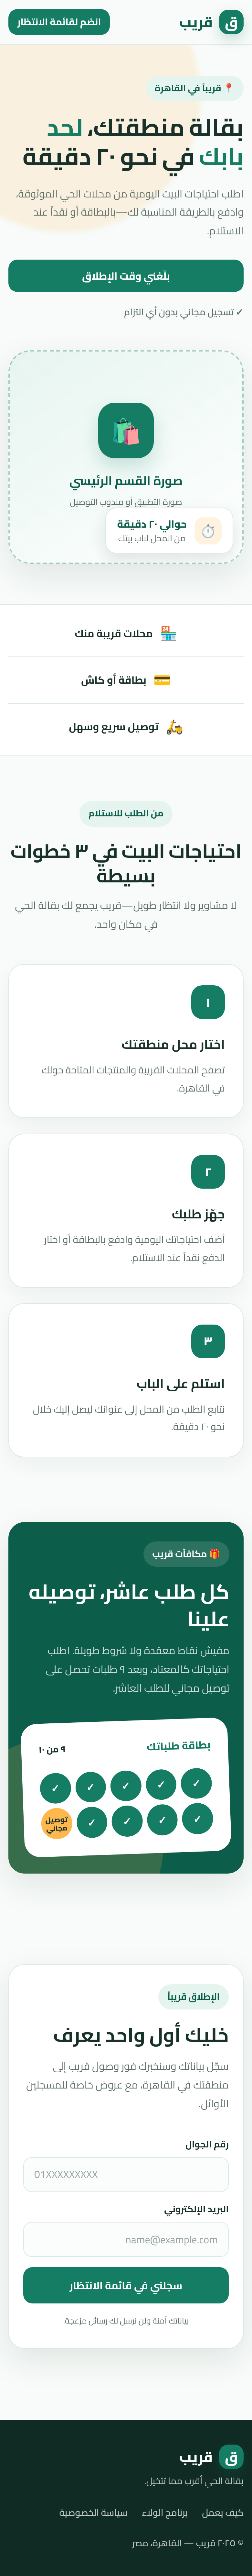 ق قريب
انضم لقائمة الانتظار
📍 قريباً في القاهرة
بقالة منطقتك، لحد
بابك في نحو ٢٠ دقيقة
اطلب احتياجات البيت اليومية من محلات الحي الموثوقة،
وادفع بالطريقة المناسبة لك—بالبطاقة أو نقداً عند
الاستلام.
بلّغني وقت الإطلاق
✓ تسجيل مجاني بدون أي التزام
صورة القسم الرئيسي
صورة التطبيق أو مندوب التوصيل
حوالي ٢٠ دقيقة
من المحل لباب بيتك
محلات قريبة منك
بطاقة أو كاش
توصيل سريع وسهل
من الطلب للاستلام
احتياجات البيت في ٣ خطوات
بسيطة
لا مشاوير ولا انتظار طويل—قريب يجمع لك بقالة الحي
في مكان واحد.
١
اختار محل منطقتك
تصفّح المحلات القريبة والمنتجات المتاحة حولك
في القاهرة.
٢
جهّز طلبك
أضف احتياجاتك اليومية وادفع بالبطاقة أو اختار
الدفع نقداً عند الاستلام.
٣
استلم على الباب
نتابع الطلب من المحل إلى عنوانك ليصل إليك خلال
نحو ٢٠ دقيقة.
🎁 مكافآت قريب
كل طلب عاشر، توصيله
علينا
مفيش نقاط معقدة ولا شروط طويلة. اطلب
احتياجاتك كالمعتاد، وبعد ٩ طلبات تحصل على
توصيل مجاني للطلب العاشر.
بطاقة طلباتك
٩ من ١٠
✓ ✓ ✓ ✓ ✓
✓ ✓ ✓ ✓ توصيل
مجاني
الإطلاق قريباً
خليك أول واحد يعرف
سجّل بياناتك وسنخبرك فور وصول قريب إلى
منطقتك في القاهرة، مع عروض خاصة للمسجلين
الأوائل.
رقم الجوال
01XXXXXXXXX
البريد الإلكتروني
name@example.com
سجّلني في قائمة الانتظار
بياناتك آمنة ولن نرسل لك رسائل مزعجة.
ق قريب
بقالة الحي أقرب مما تتخيل.
كيف يعمل
برنامج الولاء
سياسة الخصوصية
© ٢٠٢٥ قريب — القاهرة، مصر